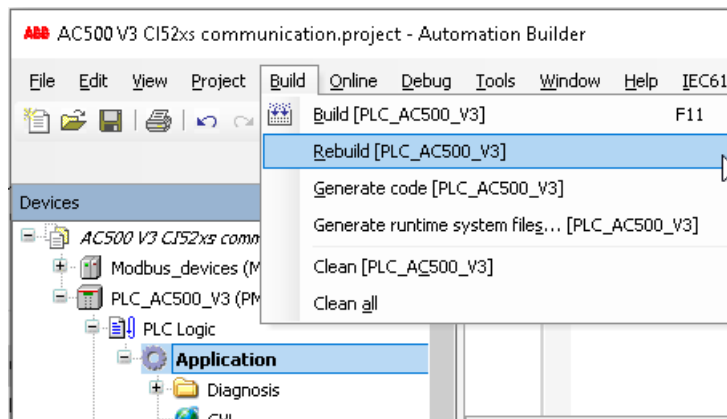 ABB AC500 V3 CI52xs communication.project - Automation Builder
File Edit View Project Build Online Debug Tools Window Help IEC61
Build [PLC_AC500_V3] F11
Rebuild [PLC_AC500_V3]
Generate code [PLC_AC500_V3]
Generate runtime system files... [PLC_AC500_V3]
Clean [PLC_AC500_V3]
Clean all
Devices
AC500 V3 CI52xs comm
Modbus_devices (M
PLC_AC500_V3 (PM
PLC Logic
Application
Diagnosis